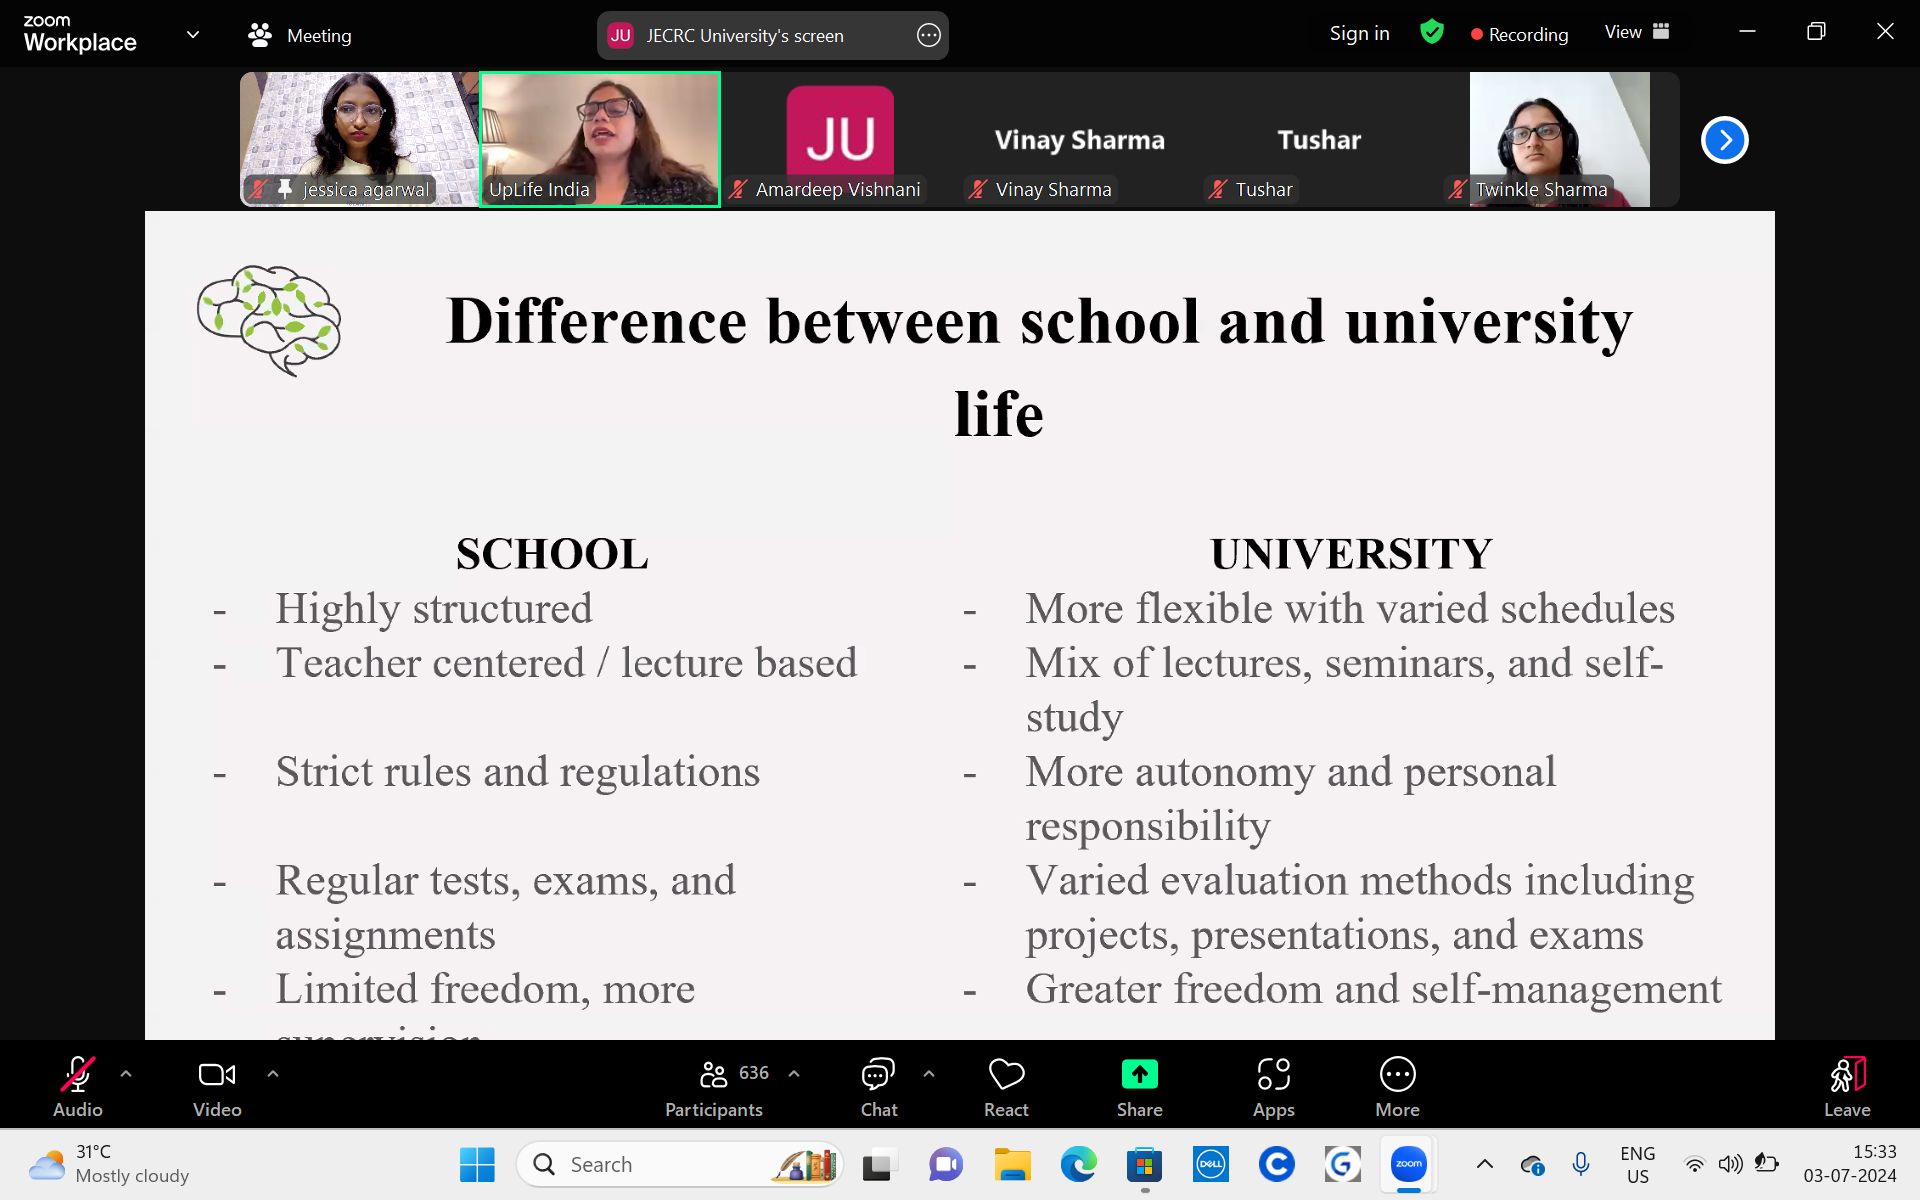 zoom
Workplace
Meeting
JU JECRC University's screen
Sign in
Recording
View
JU
Vinay Sharma
Tushar
jessica agarwal
UpLife India
Amardeep Vishnani
Vinay Sharma
Tushar
Twinkle Sharma
Difference between school and university
life
SCHOOL
- Highly structured
- Teacher centered / lecture based
- Strict rules and regulations
- Regular tests, exams, and
assignments
- Limited freedom, more
supervision
UNIVERSITY
- More flexible with varied schedules
- Mix of lectures, seminars, and self-
study
- More autonomy and personal
responsibility
- Varied evaluation methods including
projects, presentations, and exams
- Greater freedom and self-management
Audio
Video
636
Participants
Chat
React
Share
Apps
More
Leave
31°C
Mostly cloudy
Search
DELL
zoom
ENG
US
15:33
03-07-2024